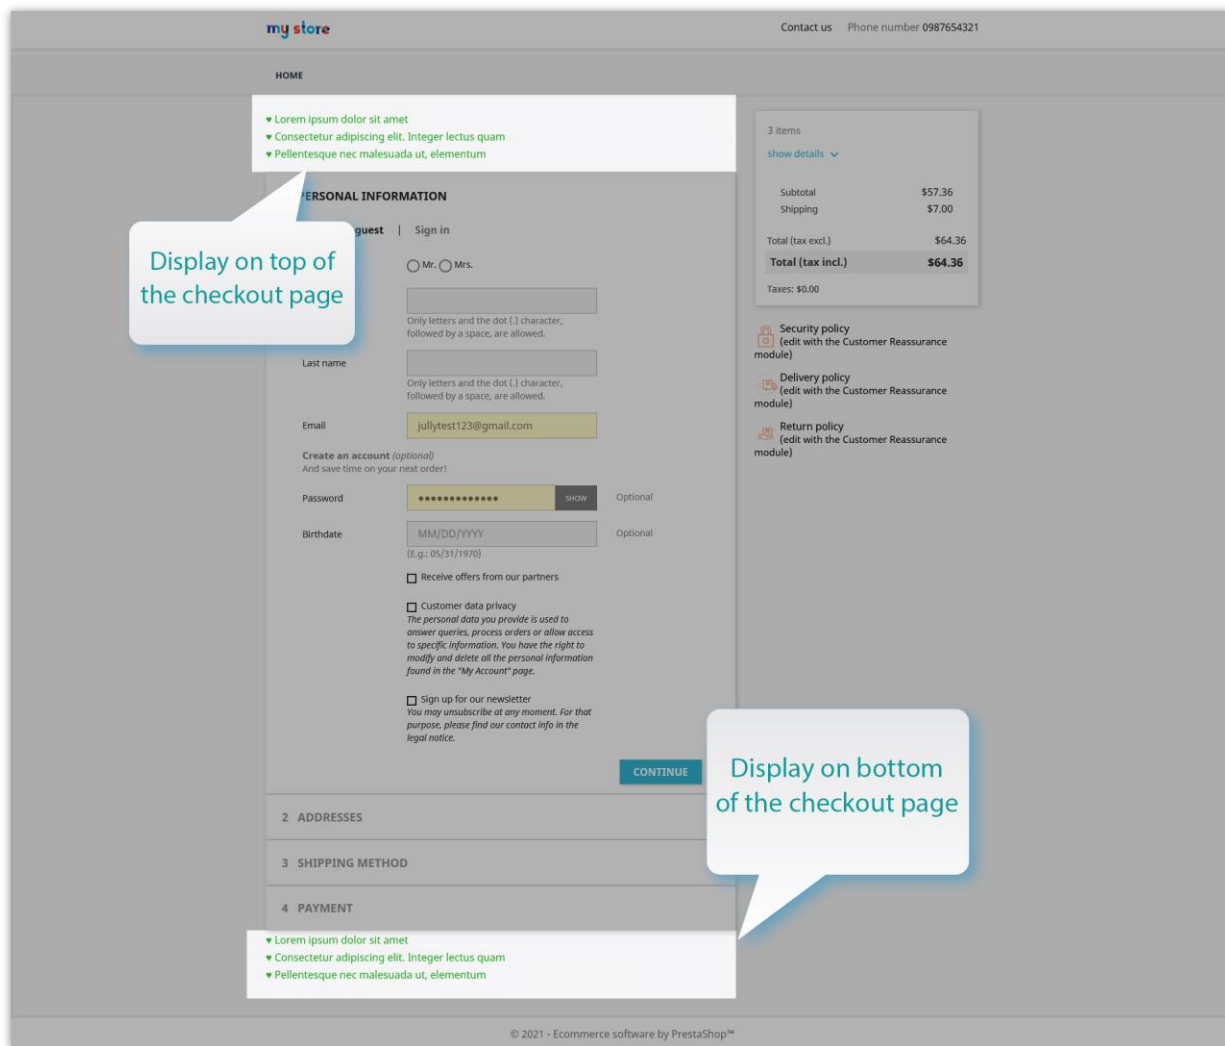 my store
Contact us Phone number 0987654321
HOME
♥ Lorem ipsum dolor sit amet
♥ Consectetur adipiscing elit. Integer lectus quam
♥ Pellentesque nec malesuada ut, elementum
PERSONAL INFORMATION
guest | Sign in
Display on top of
the checkout page
Mr. Mrs.
Only letters and the dot (.) character,
followed by a space, are allowed.
Last name
Only letters and the dot (.) character,
followed by a space, are allowed.
Email jullytest123@gmail.com
Create an account (optional)
And save time on your next order!
Password ●●●●●●●●●●●●● SHOW Optional
Birthdate MM/DD/YYYY Optional
(E.g.: 05/31/1970)
Receive offers from our partners
Customer data privacy
The personal data you provide is used to
answer queries, process orders or allow access
to specific information. You have the right to
modify and delete all the personal information
found in the "My Account" page.
Sign up for our newsletter
You may unsubscribe at any moment. For that
purpose, please find our contact info in the
legal notice.
CONTINUE
2 ADDRESSES
3 SHIPPING METHOD
4 PAYMENT
♥ Lorem ipsum dolor sit amet
♥ Consectetur adipiscing elit. Integer lectus quam
♥ Pellentesque nec malesuada ut, elementum
3 items
show details
Subtotal $57.36
Shipping $7.00
Total (tax excl.) $64.36
Total (tax incl.) $64.36
Taxes: $0.00
Security policy
(edit with the Customer Reassurance
module)
Delivery policy
(edit with the Customer Reassurance
module)
Return policy
(edit with the Customer Reassurance
module)
Display on bottom
of the checkout page
© 2021 - Ecommerce software by PrestaShop™